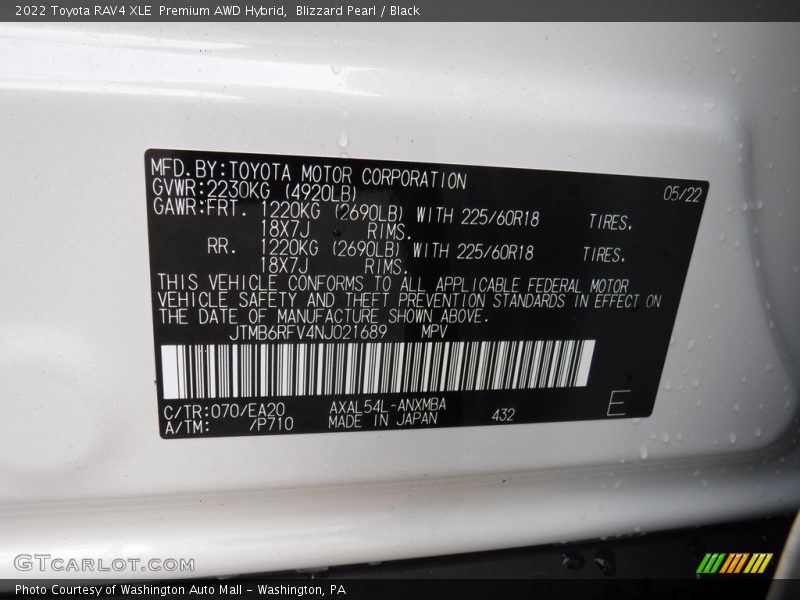 2022 Toyota RAV4 XLE Premium AWD Hybrid, Blizzard Pearl / Black
MFD.BY:TOYOTA MOTOR CORPORATION 05/22
GVWR:2230KG (4920LB)
GAWR:FRT. 1220KG (2690LB) WITH 225/60R18 TIRES.
18X7J RIMS.
RR. 1220KG (2690LB) WITH 225/60R18 TIRES.
18X7J RIMS.
THIS VEHICLE CONFORMS TO ALL APPLICABLE FEDERAL MOTOR
VEHICLE SAFETY AND THEFT PREVENTION STANDARDS IN EFFECT ON
THE DATE OF MANUFACTURE SHOWN ABOVE.
JTMB6RFV4NJ021689 MPV
C/TR:070/EA20 AXAL54L-ANXMBA 432 E
A/TM: /P710 MADE IN JAPAN
GTCARLOT.COM
Photo Courtesy of Washington Auto Mall - Washington, PA